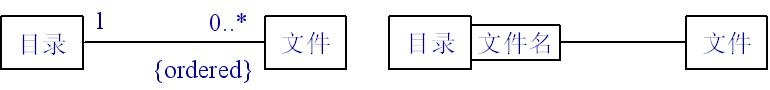 1 0..*
目录 文件 目录 文件名 文件
{ordered}